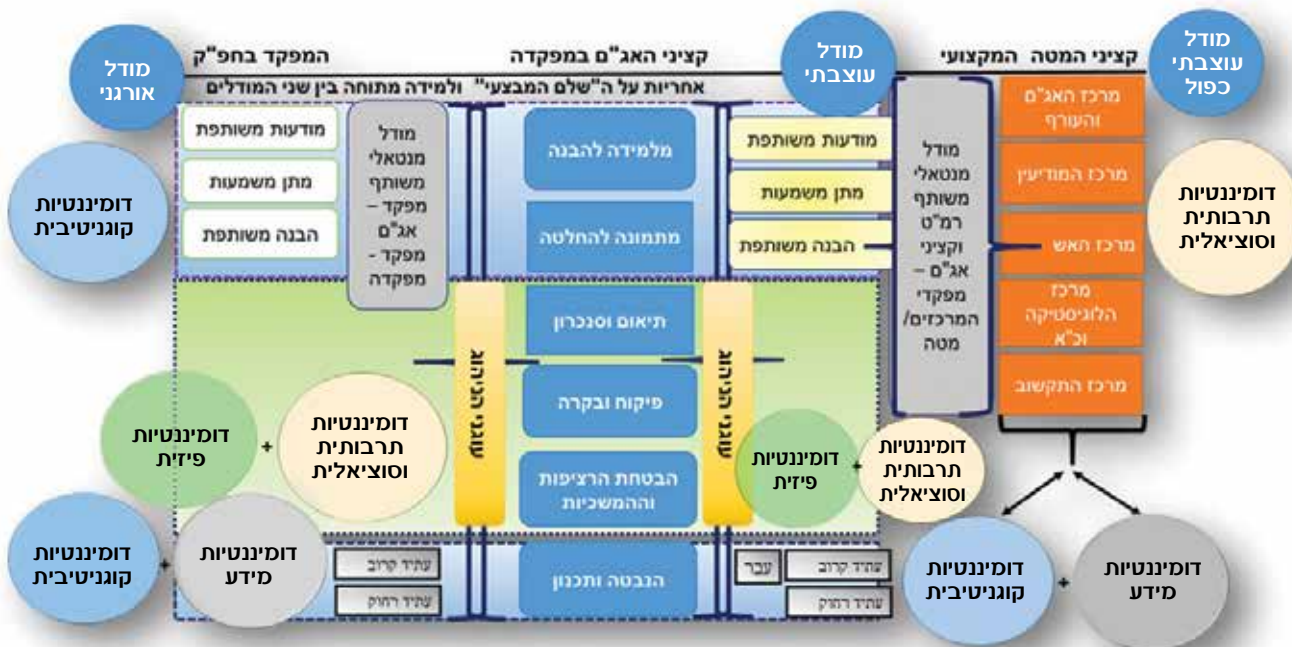 מודל
עוצבתי
כפול
קציני המטה המקצועי
מודל
עוצבתי
קציני האג"ם במפקדה
המפקד בחפ"ק
מודל
אורגני
אחריות על ה"שלם המבצעי" ולמידה מתוחה בין שני המודלים
מרכז האג"ם
והעורף
מרכז המודיעין
מרכז האש
מרכז
הלוגיסטיקה
וכ"א
מרכז התקשוב
דומיננטיות
תרבותית
וסוציאלית
מודל
מנטאלי
משותף
רמ"ט
וקציני
אג"ם –
מפקדי
המרכזים/
מטה
מודעות משותפת
מתן משמעות
הבנה משותפת
מלמידה להבנה
מתמונה להחלטה
תיאום וסנכרון
פיקוח ובקרה
הבטחת הרציפות
וההמשכיות
הנבטה ותכנון
מודל
מנטאלי
משותף
מפקד –
אג"ם
מפקד -
מפקדה
מודעות משותפת
מתן משמעות
הבנה משותפת
דומיננטיות
קוגניטיבית
עוגני הניהוג
עוגני הניהוג
דומיננטיות
תרבותית
וסוציאלית
+
דומיננטיות
פיזית
דומיננטיות
תרבותית
וסוציאלית
+
דומיננטיות
פיזית
דומיננטיות
מידע
+
דומיננטיות
קוגניטיבית
עתיד קרוב
עבר
עתיד רחוק
עתיד קרוב
עתיד רחוק
דומיננטיות
מידע
+
דומיננטיות
קוגניטיבית